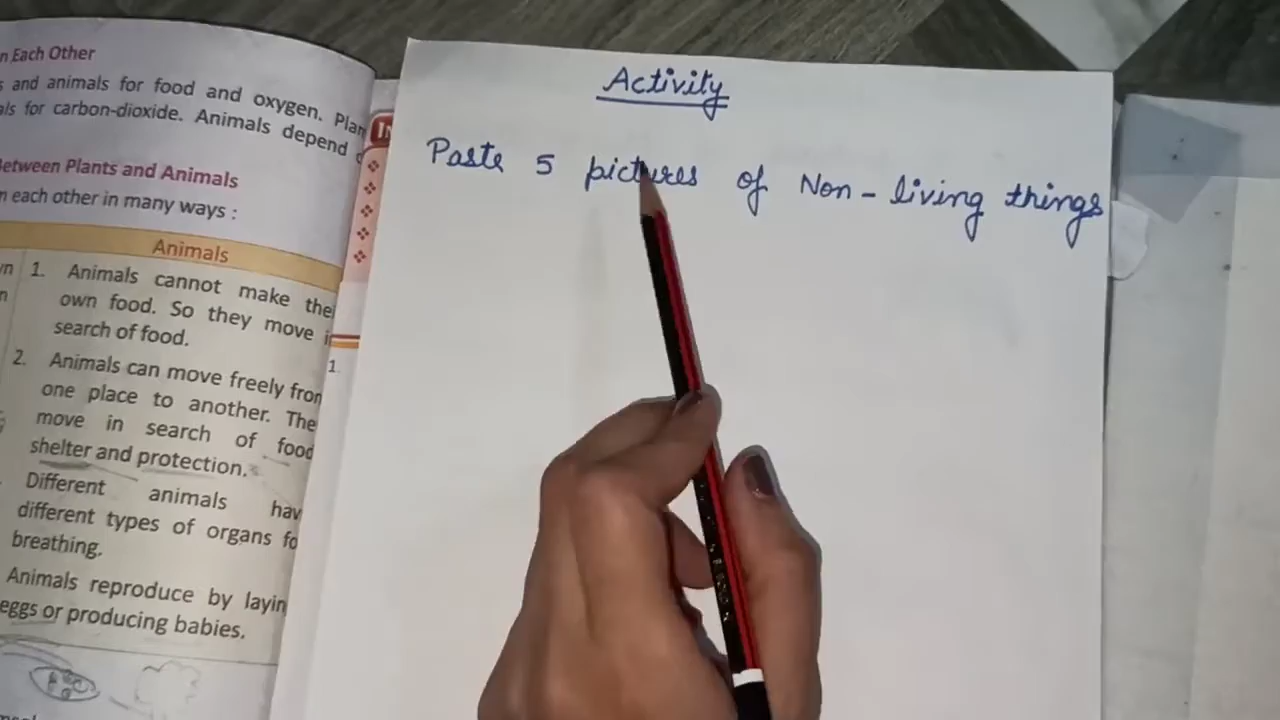 n Each Other
and animals for food and oxygen. Plan
als for carbon-dioxide. Animals depend
Between Plants and Animals
n each other in many ways :
Animals
1. Animals cannot make the
own food. So they move i
search of food.
2. Animals can move freely from
one place to another. The
move in search of food
shelter and protection.
Different animals hav
different types of organs fo
breathing.
Animals reproduce by layin
eggs or producing babies.
1.
Activity
Paste 5 pictures of Non-living things